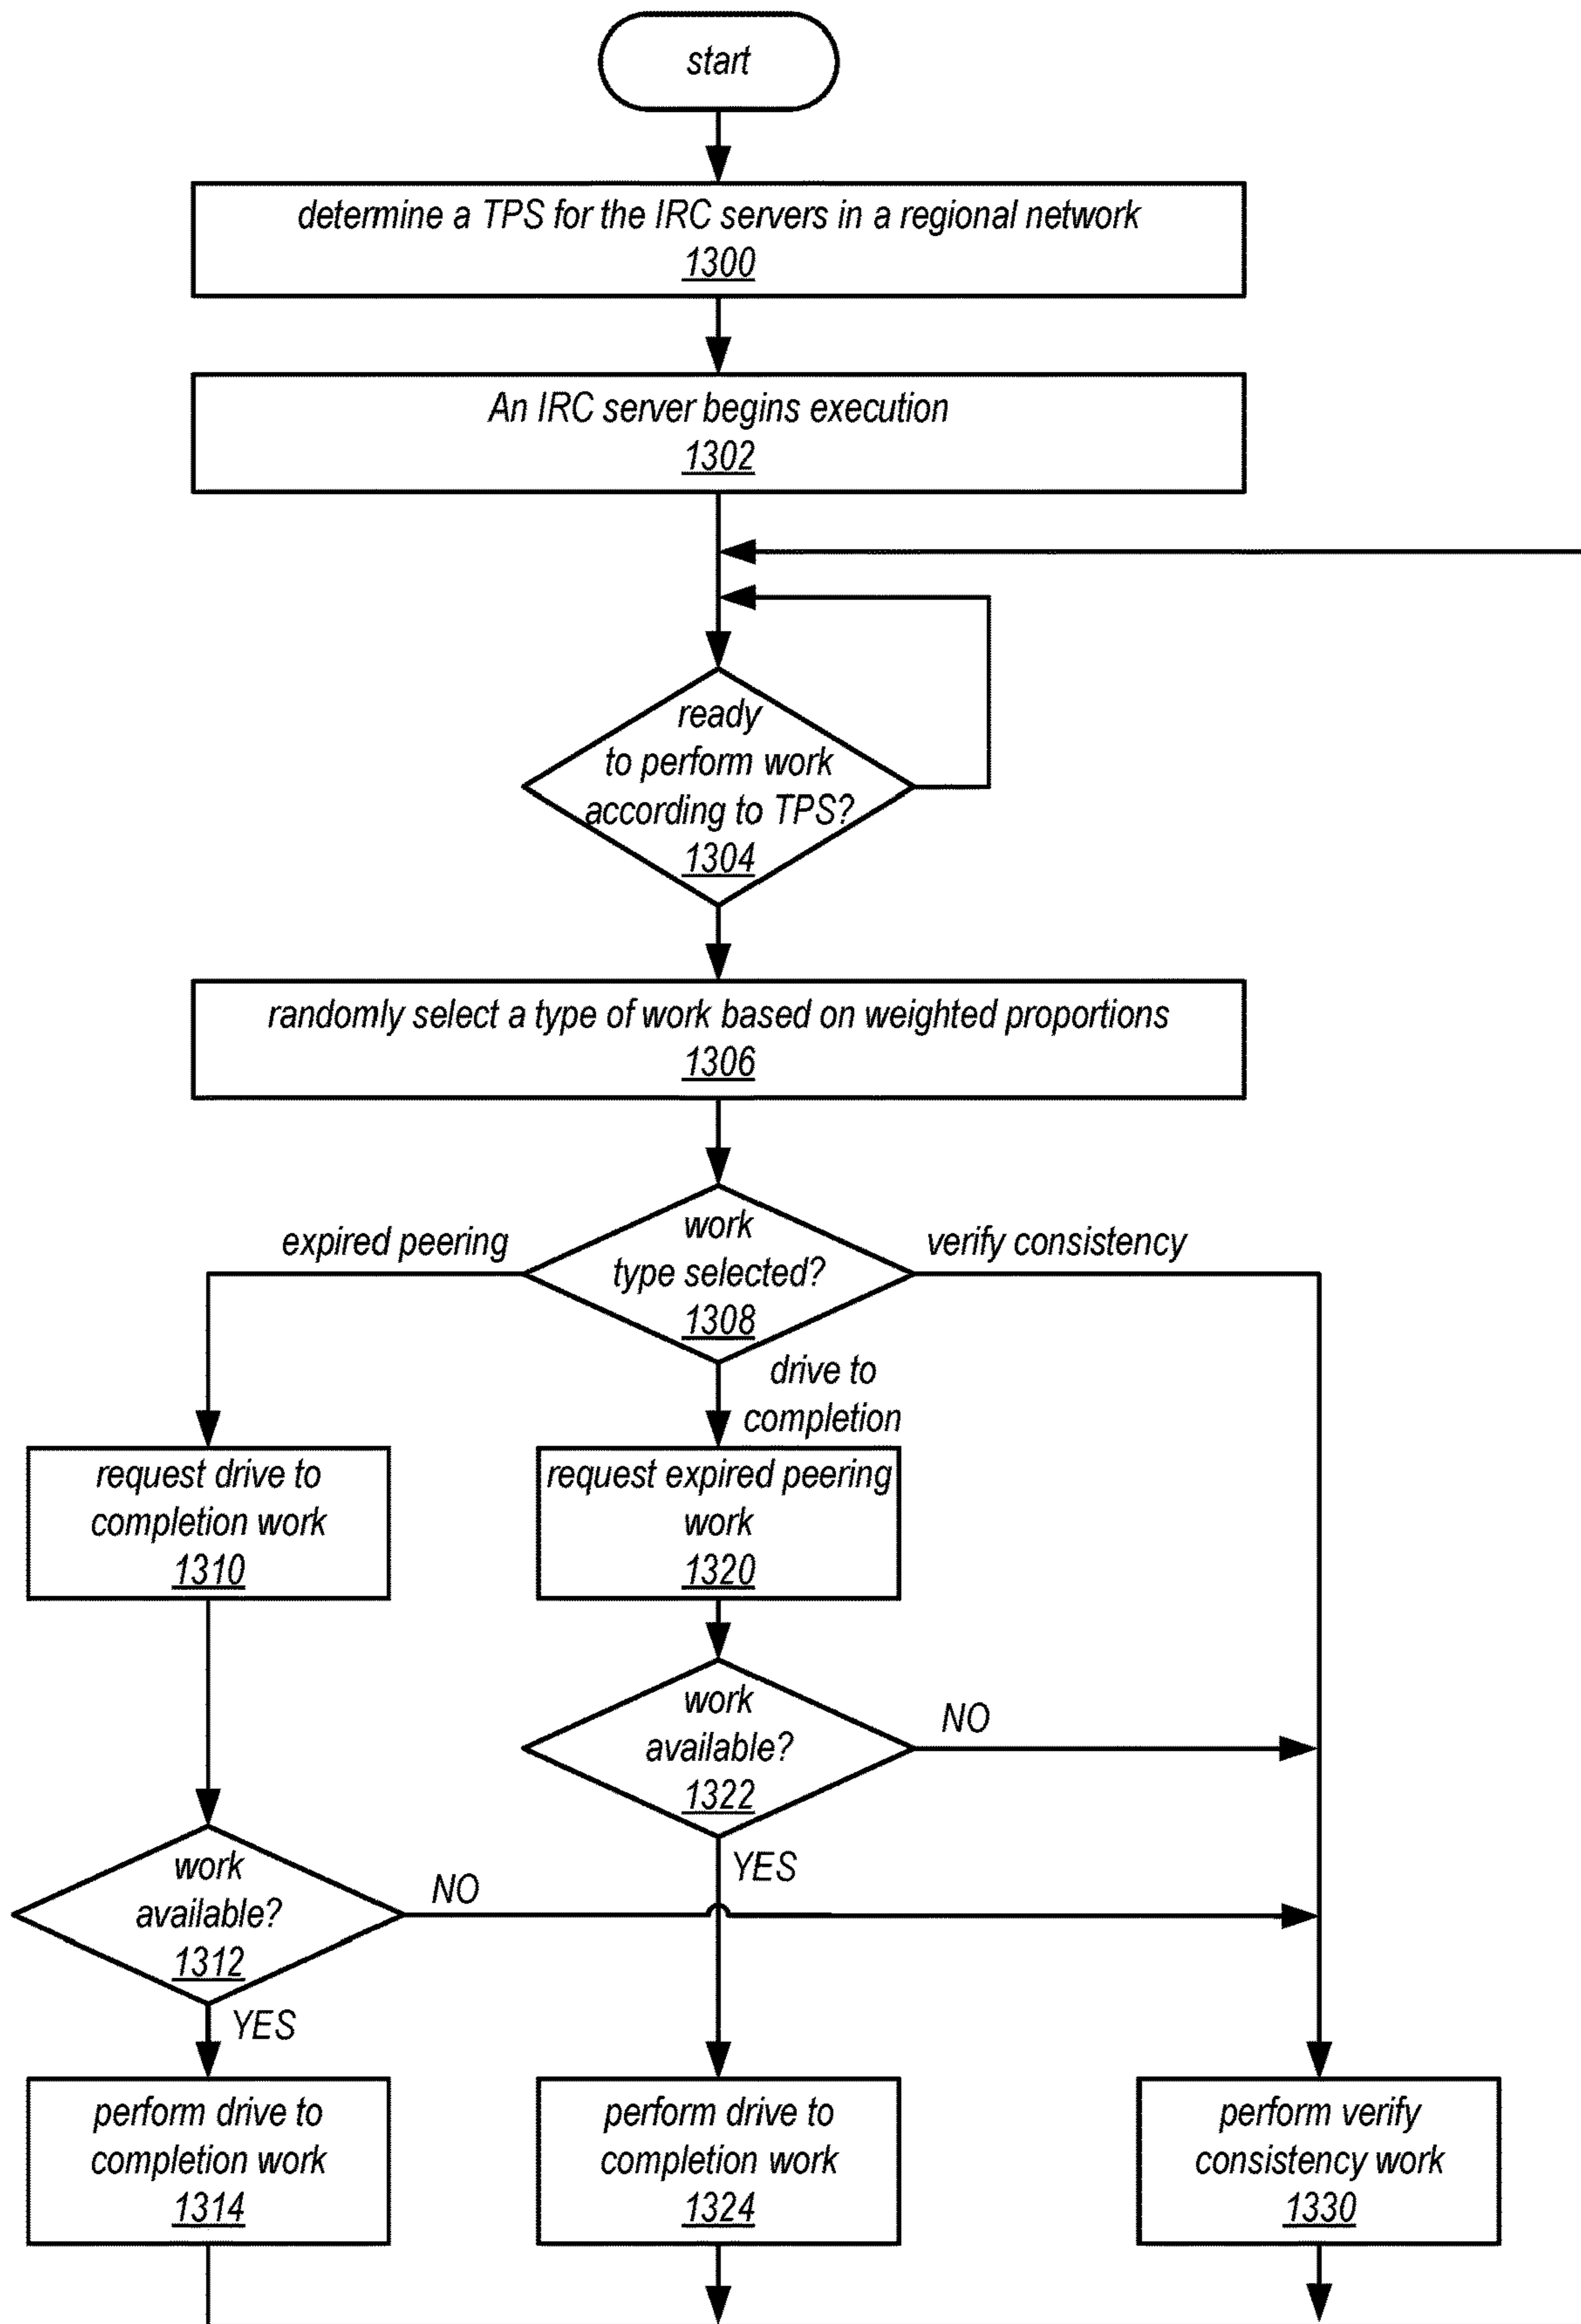 start
determine a TPS for the IRC servers in a regional network
1300
An IRC server begins execution
1302
ready
to perform work
according to TPS?
1304
randomly select a type of work based on weighted proportions
1306
expired peering
work
type selected?
1308
verify consistency
drive to
completion
request drive to
completion work
1310
request expired peering
work
1320
work
available?
1322
NO
YES
work
available?
1312
NO
YES
perform drive to
completion work
1314
perform drive to
completion work
1324
perform verify
consistency work
1330